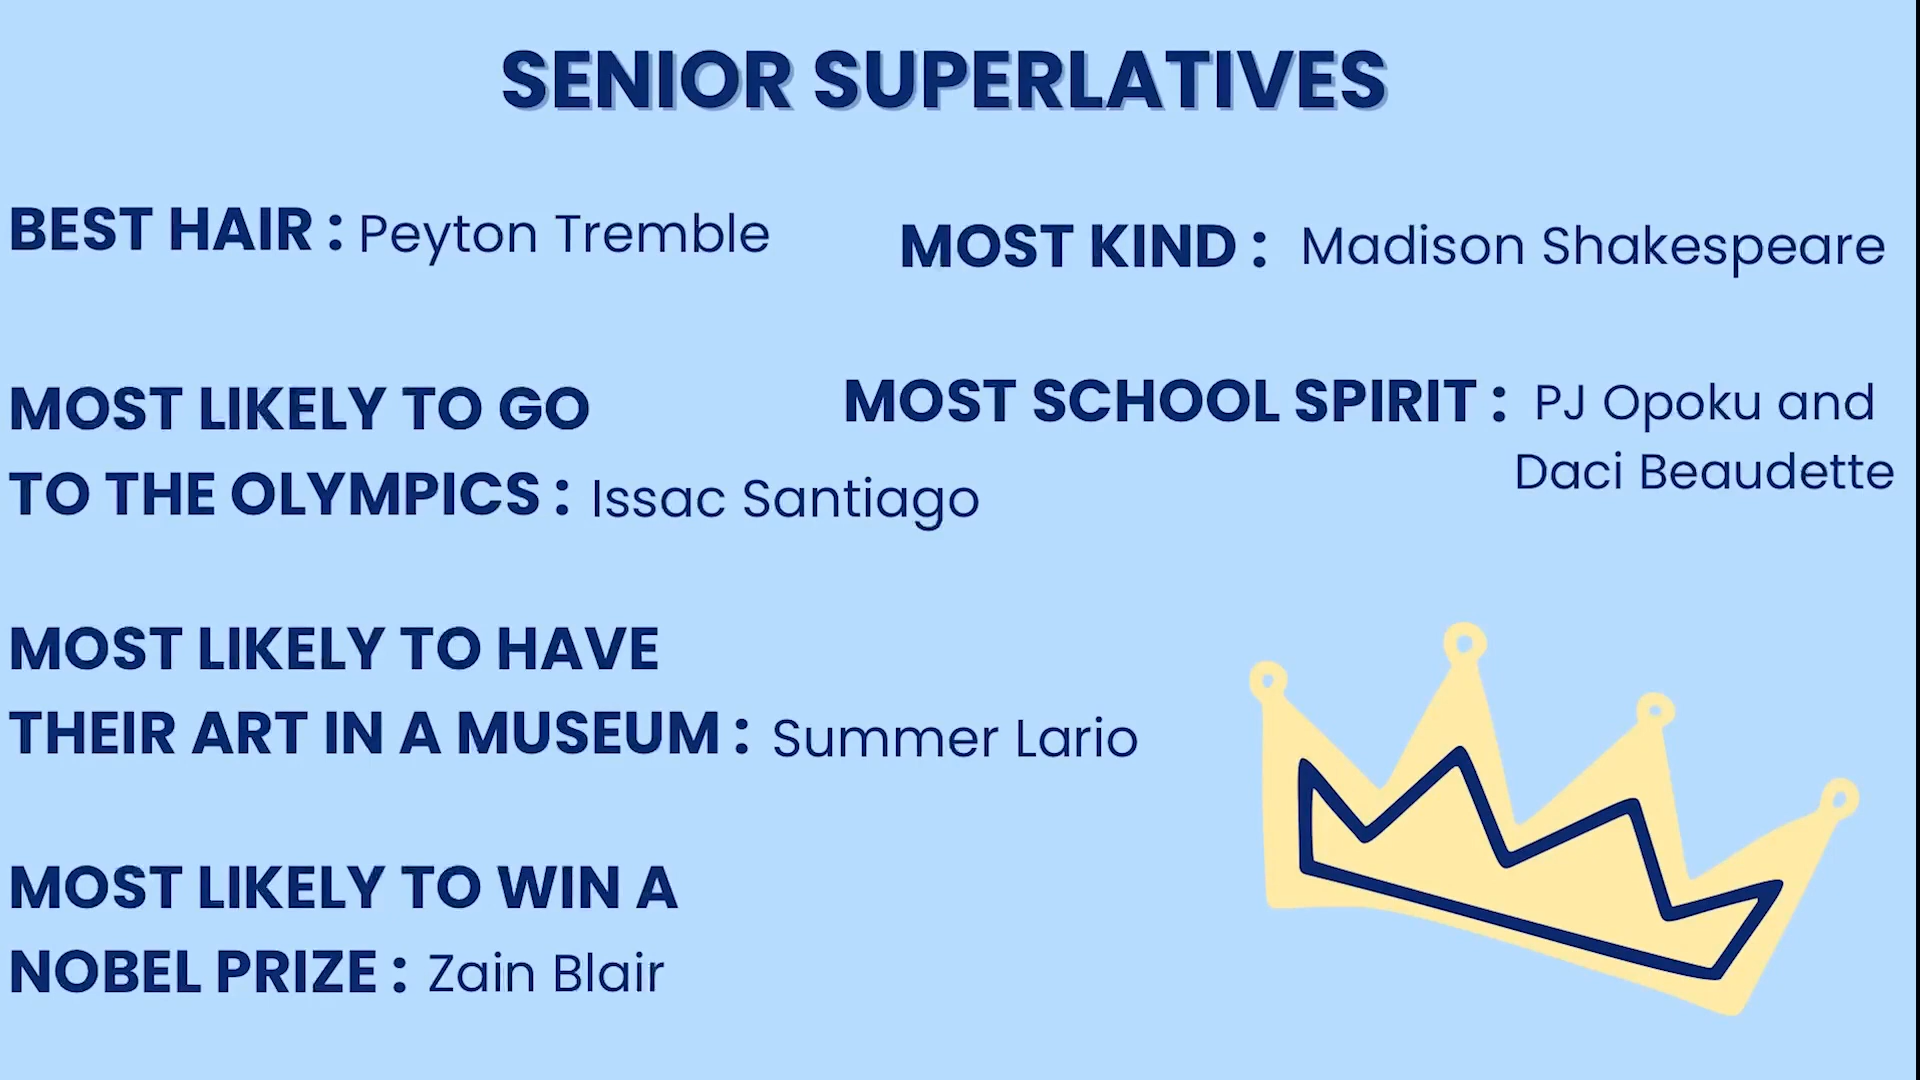 SENIOR SUPERLATIVES
BEST HAIR : Peyton Tremble
MOST KIND : Madison Shakespeare
MOST LIKELY TO GO
TO THE OLYMPICS : Issac Santiago
MOST SCHOOL SPIRIT : PJ Opoku and
Daci Beaudette
MOST LIKELY TO HAVE
THEIR ART IN A MUSEUM : Summer Lario
MOST LIKELY TO WIN A
NOBEL PRIZE : Zain Blair